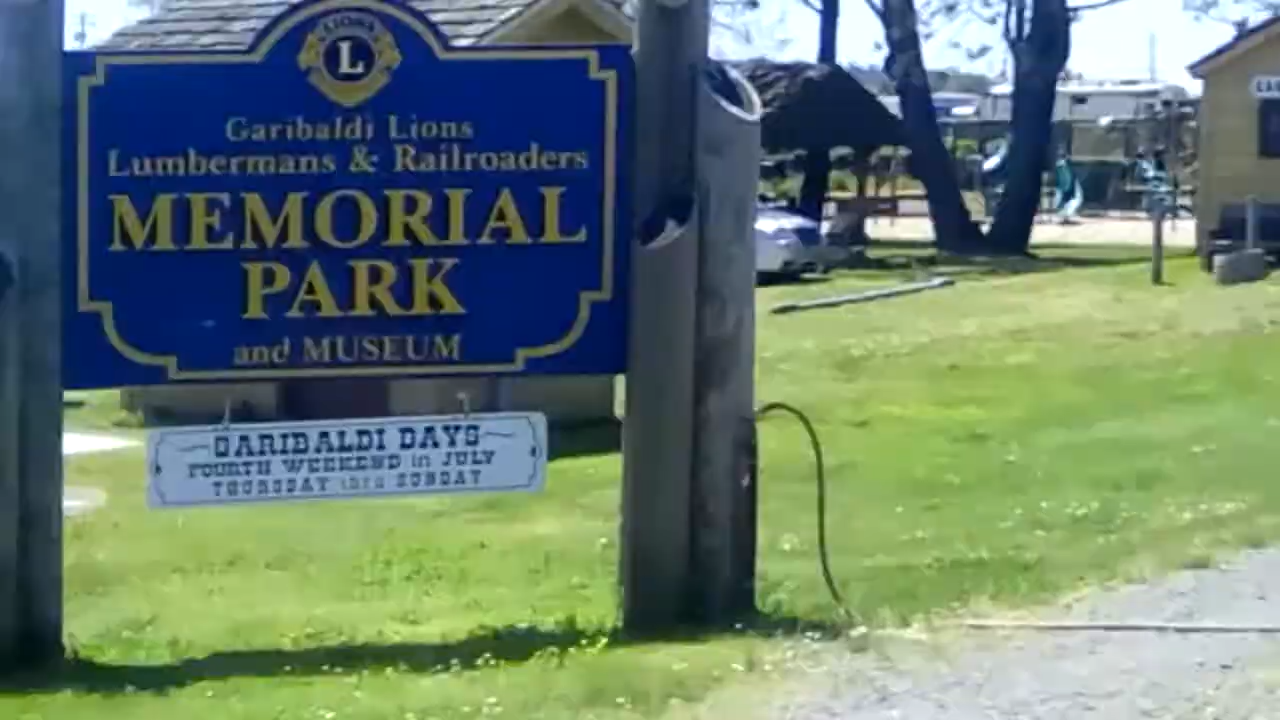 LIONS
L
Garibaldi Lions
Lumbermans & Railroaders
MEMORIAL
PARK
and MUSEUM
GARIBALDI DAYS
FOURTH WEEKEND in JULY
THURSDAY thru SUNDAY